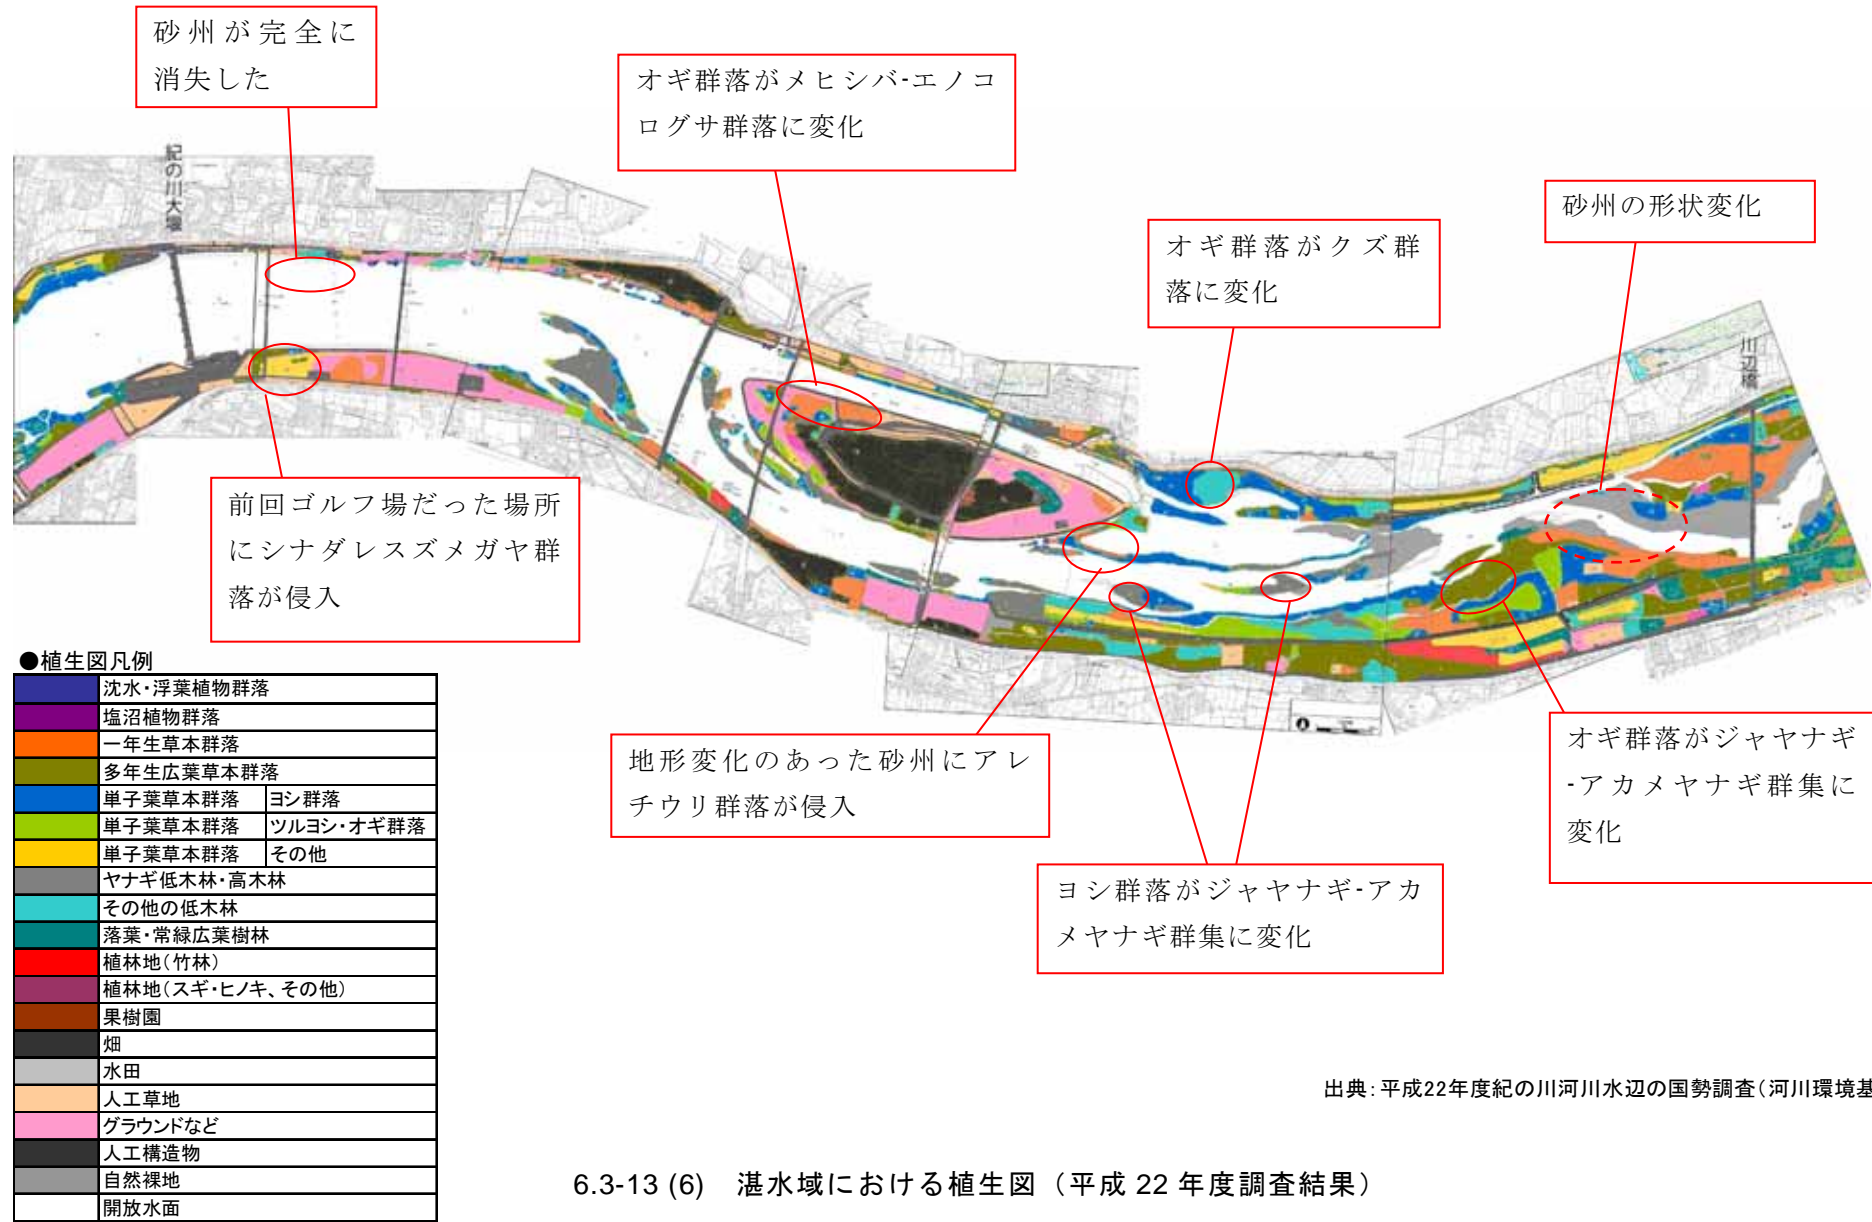 砂州が完全に
消失した
オギ群落がメヒシバ-エノコ
ログサ群落に変化
砂州の形状変化
オギ群落がクズ群
落に変化
紀の川大堰
川辺橋
前回ゴルフ場だった場所
にシナダレスズメガヤ群
落が侵入
地形変化のあった砂州にアレ
チウリ群落が侵入
ヨシ群落がジャヤナギ-アカ
メヤナギ群集に変化
オギ群落がジャヤナギ
-アカメヤナギ群集に
変化
●植生図凡例
沈水・浮葉植物群落
塩沼植物群落
一年生草本群落
多年生広葉草本群落
単子葉草本群落 ヨシ群落
単子葉草本群落 ツルヨシ・オギ群落
単子葉草本群落 その他
ヤナギ低木林・高木林
その他の低木林
落葉・常緑広葉樹林
植林地(竹林)
植林地(スギ・ヒノキ、その他)
果樹園
畑
水田
人工草地
グラウンドなど
人工構造物
自然裸地
開放水面
出典:平成22年度紀の川河川水辺の国勢調査(河川環境基
6.3-13 (6) 湛水域における植生図（平成 22 年度調査結果）